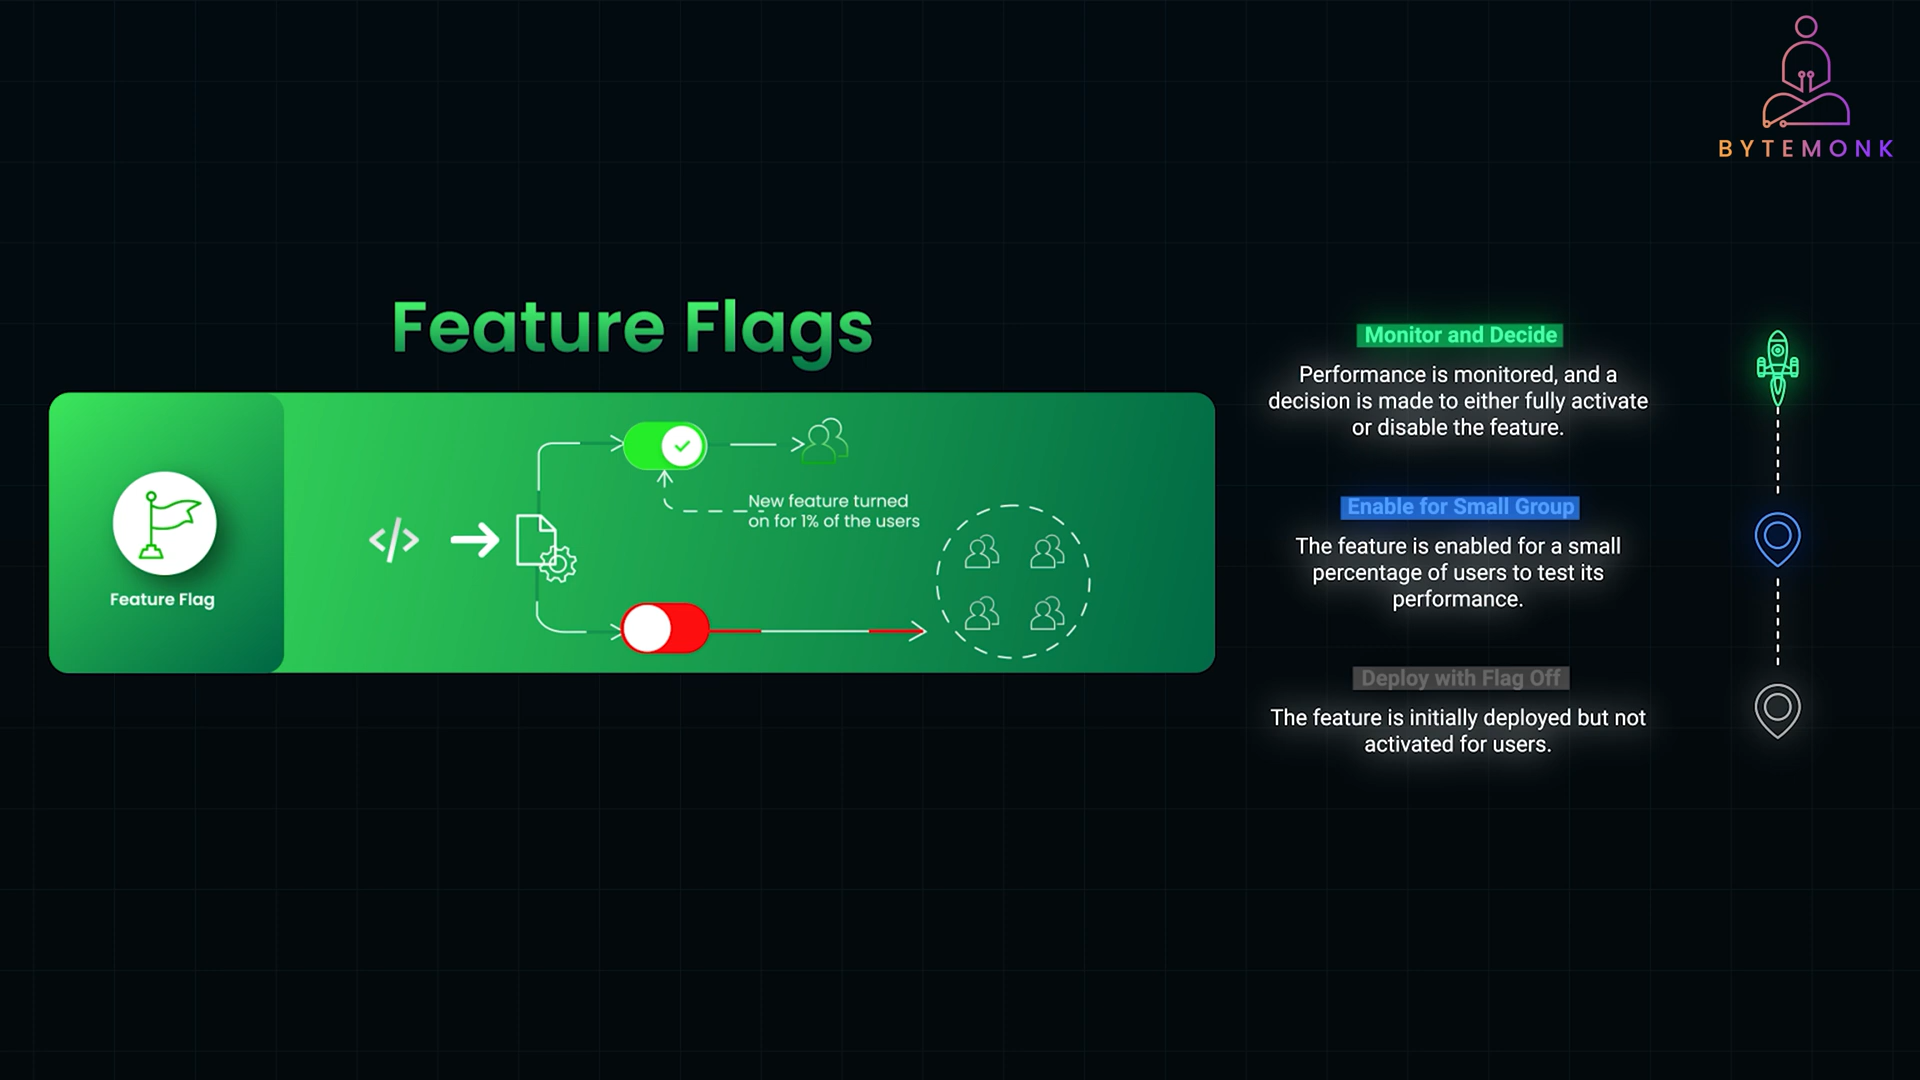 BYTEMONK
Feature Flags
Feature Flag
</>
New feature turned
on for 1% of the users
Monitor and Decide
Performance is monitored, and a
decision is made to either fully activate
or disable the feature.
Enable for Small Group
The feature is enabled for a small
percentage of users to test its
performance.
Deploy with Flag Off
The feature is initially deployed but not
activated for users.